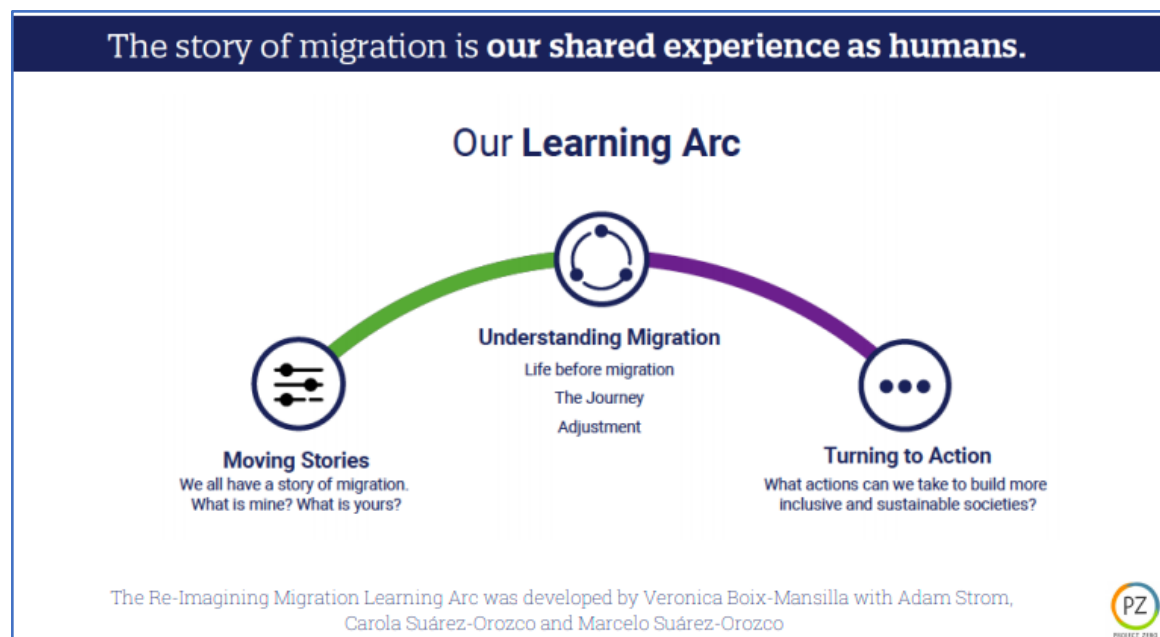 The story of migration is our shared experience as humans.
Our Learning Arc
Understanding Migration
Life before migration
The Journey
Adjustment
Moving Stories
We all have a story of migration.
What is mine? What is yours?
Turning to Action
What actions can we take to build more
inclusive and sustainable societies?
The Re-Imagining Migration Learning Arc was developed by Veronica Boix-Mansilla with Adam Strom,
Carola Suárez-Orozco and Marcelo Suárez-Orozco
PZ
PROJECT ZERO